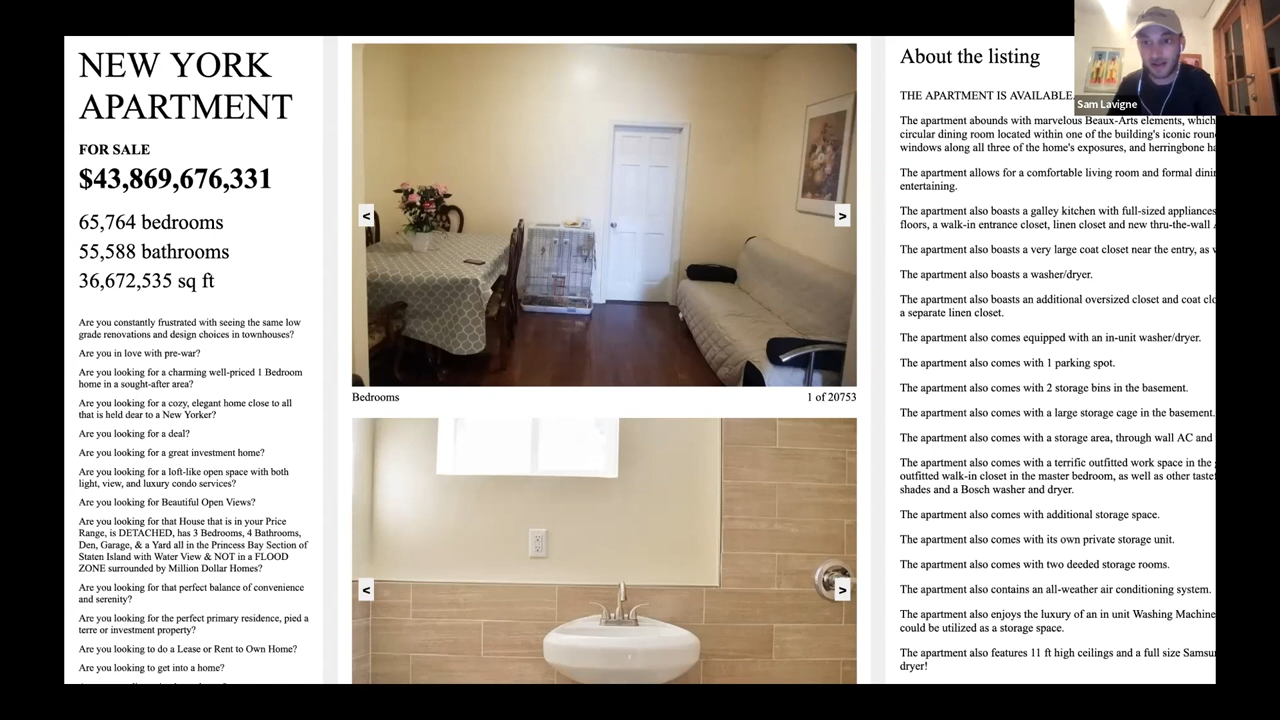 NEW YORK
APARTMENT
FOR SALE
$43,869,676,331
65,764 bedrooms
55,588 bathrooms
36,672,535 sq ft
Are you constantly frustrated with seeing the same low
grade renovations and design choices in townhouses?
Are you in love with pre-war?
Are you looking for a charming well-priced 1 Bedroom
home in a sought-after area?
Are you looking for a cozy, elegant home close to all
that is held dear to a New Yorker?
Are you looking for a deal?
Are you looking for a great investment home?
Are you looking for a loft-like open space with both
light, view, and luxury condo services?
Are you looking for Beautiful Open Views?
Are you looking for that House that is in your Price
Range, is DETACHED, has 3 Bedrooms, 4 Bathrooms,
Den, Garage, & a Yard all in the Princess Bay Section of
Staten Island with Water View & NOT in a FLOOD
ZONE surrounded by Million Dollar Homes?
Are you looking for that perfect balance of convenience
and serenity?
Are you looking for the perfect primary residence, pied a
terre or investment property?
Are you looking to do a Lease or Rent to Own Home?
Are you looking to get into a home?
<
>
Bedrooms
1 of 20753
<
>
About the listing
THE APARTMENT IS AVAILABLE.
The apartment abounds with marvelous Beaux-Arts elements, which
circular dining room located within one of the building's iconic
windows along all three of the home's exposures, and herringbone
The apartment allows for a comfortable living room and formal
entertaining.
The apartment also boasts a galley kitchen with full-sized appliances
floors, a walk-in entrance closet, linen closet and new thru-the-wall
The apartment also boasts a very large coat closet near the entry, as
The apartment also boasts a washer/dryer.
The apartment also boasts an additional oversized closet and coat
a separate linen closet.
The apartment also comes equipped with an in-unit washer/dryer.
The apartment also comes with 1 parking spot.
The apartment also comes with 2 storage bins in the basement.
The apartment also comes with a large storage cage in the basement.
The apartment also comes with a storage area, through wall AC and
The apartment also comes with a terrific outfitted work space in the
outfitted walk-in closet in the master bedroom, as well as other
shades and a Bosch washer and dryer.
The apartment also comes with additional storage space.
The apartment also comes with its own private storage unit.
The apartment also comes with two deeded storage rooms.
The apartment also contains an all-weather air conditioning system.
The apartment also enjoys the luxury of an in unit Washing Machine
could be utilized as a storage space.
The apartment also features 11 ft high ceilings and a full size
dryer!
Sam Lavigne